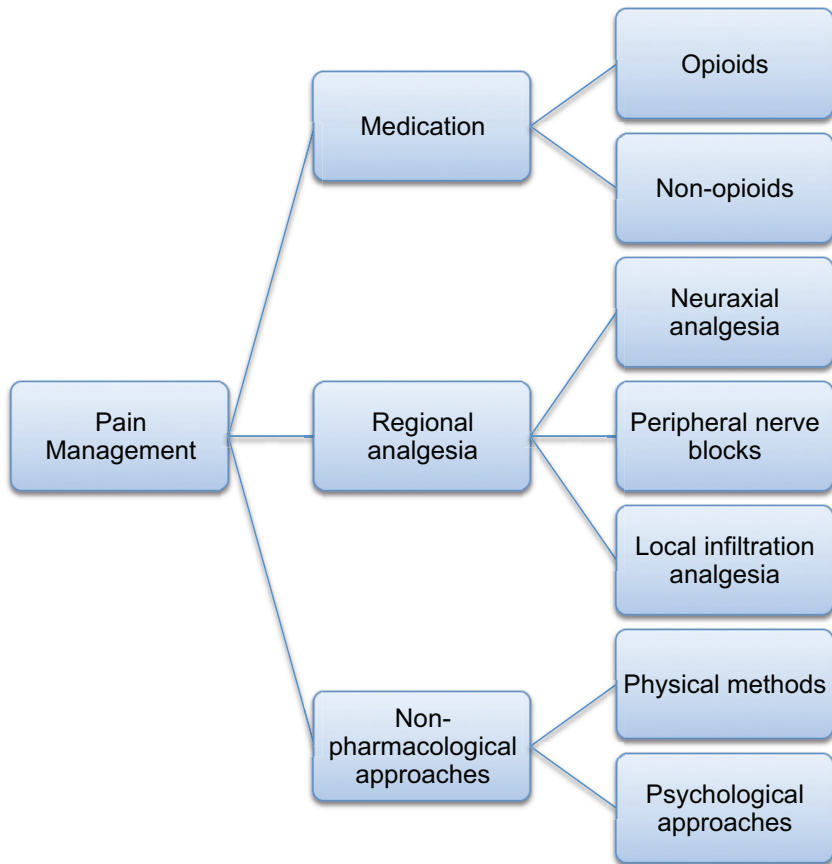 Pain
Management
Medication
Opioids
Non-opioids
Regional
analgesia
Neuraxial
analgesia
Peripheral nerve
blocks
Local infiltration
analgesia
Non-
pharmacological
approaches
Physical methods
Psychological
approaches